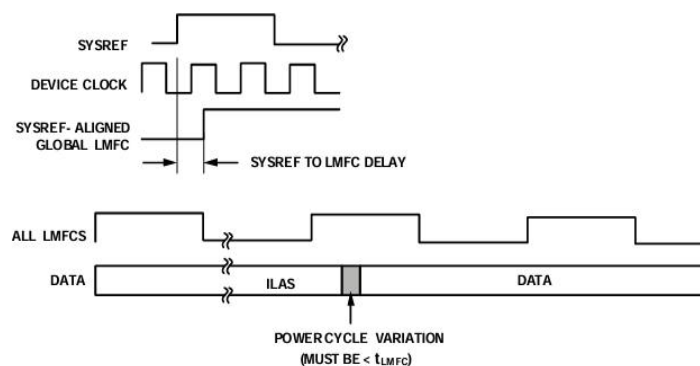 SYSREF
DEVICE CLOCK
SYSREF- ALIGNED
GLOBAL LMFC
SYSREF TO LMFC DELAY
ALL LMFCS
DATA
ILAS
DATA
POWER CYCLE VARIATION
(MUST BE < tLMFC)